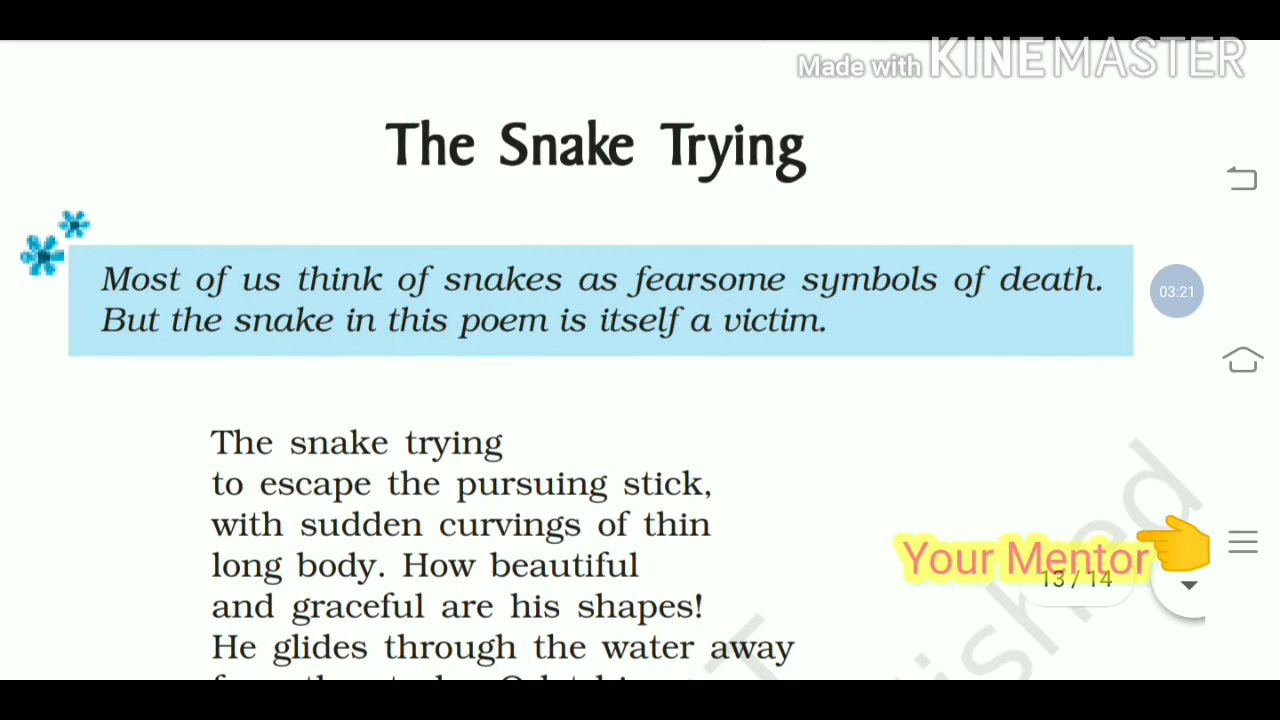 Made with KINEMASTER
The Snake Trying
Most of us think of snakes as fearsome symbols of death.
But the snake in this poem is itself a victim.
03:21
The snake trying
to escape the pursuing stick,
with sudden curvings of thin
long body. How beautiful
and graceful are his shapes!
He glides through the water away
Your Mentor
13 / 14